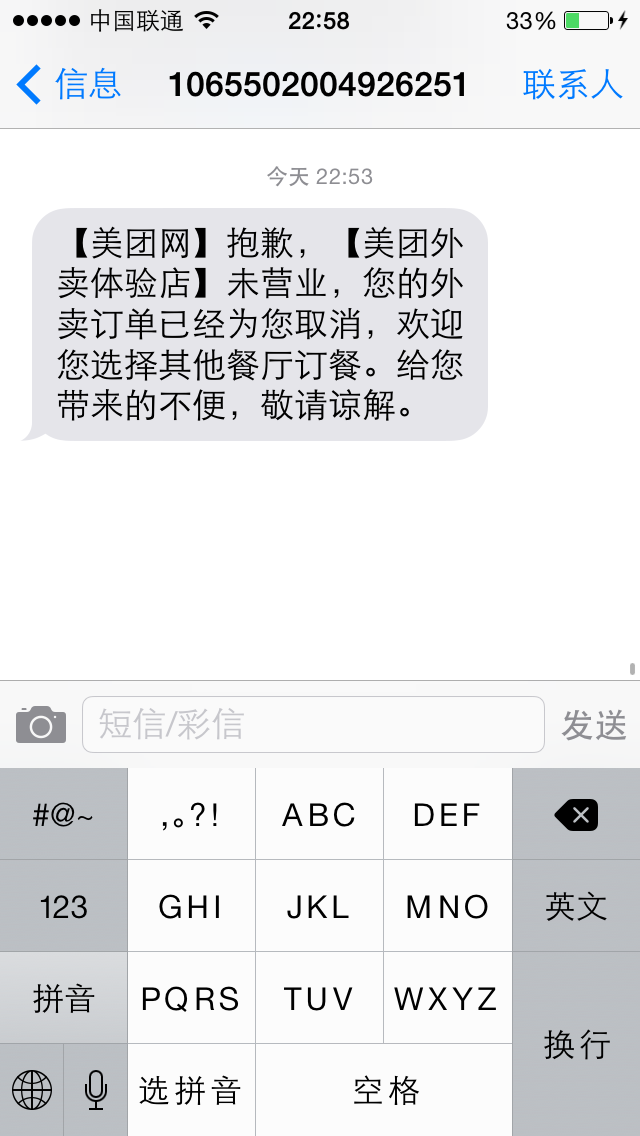 中国联通 22:58 33%
信息 1065502004926251 联系人
今天 22:53
【美团网】抱歉，【美团外
卖体验店】未营业，您的外
卖订单已经为您取消，欢迎
您选择其他餐厅订餐。给您
带来的不便，敬请谅解。
短信/彩信 发送
#@~ ,。?! ABC DEF
123 GHI JKL MNO 英文
拼音 PQRS TUV WXYZ
换行
选拼音 空格